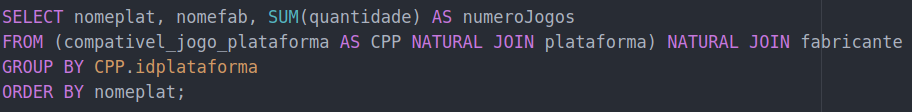 SELECT nomeplat, nomefab, SUM(quantidade) AS numeroJogos
FROM (compativel_jogo_plataforma AS CPP NATURAL JOIN plataforma) NATURAL JOIN fabricante
GROUP BY CPP.idplataforma
ORDER BY nomeplat;